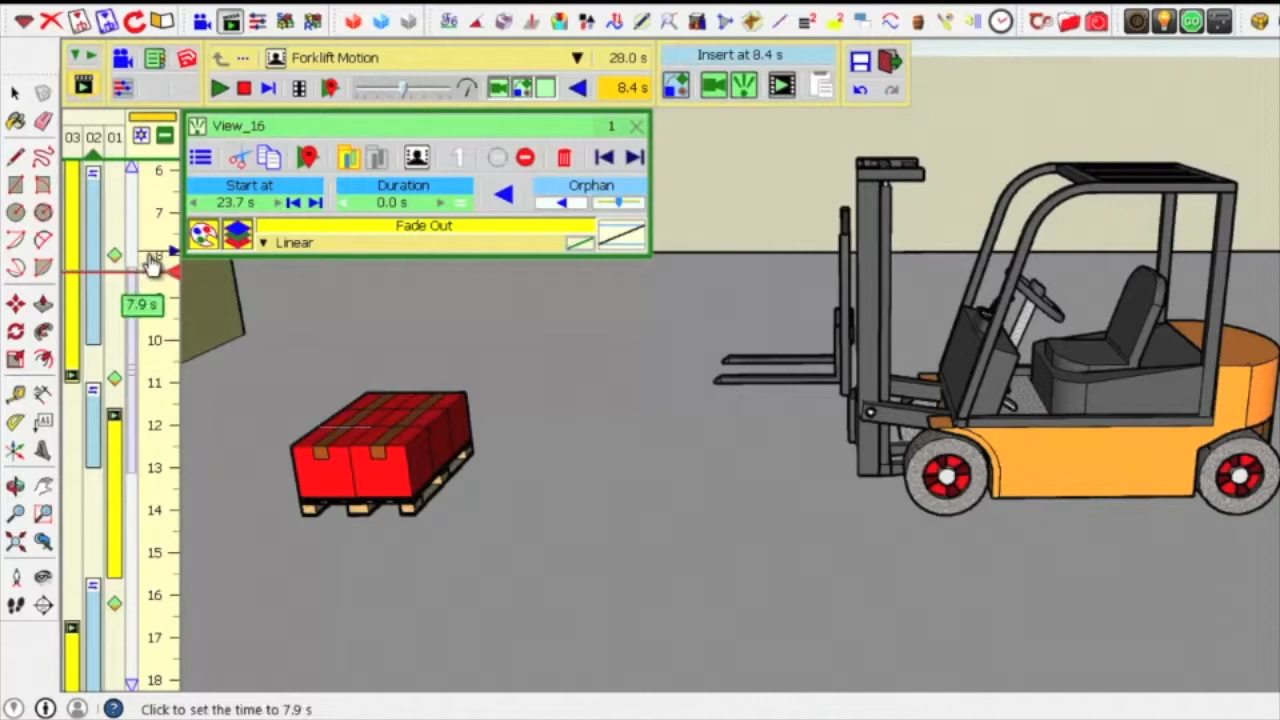 Forklift Motion
28.0 s
Insert at 8.4 s
8.4 s
View_16
1
03 02 01
Start at
Duration
Orphan
23.7 s
0.0 s
Fade Out
Linear
6
7
8
7.9 s
10
11
12
13
14
15
16
17
18
Click to set the time to 7.9 s